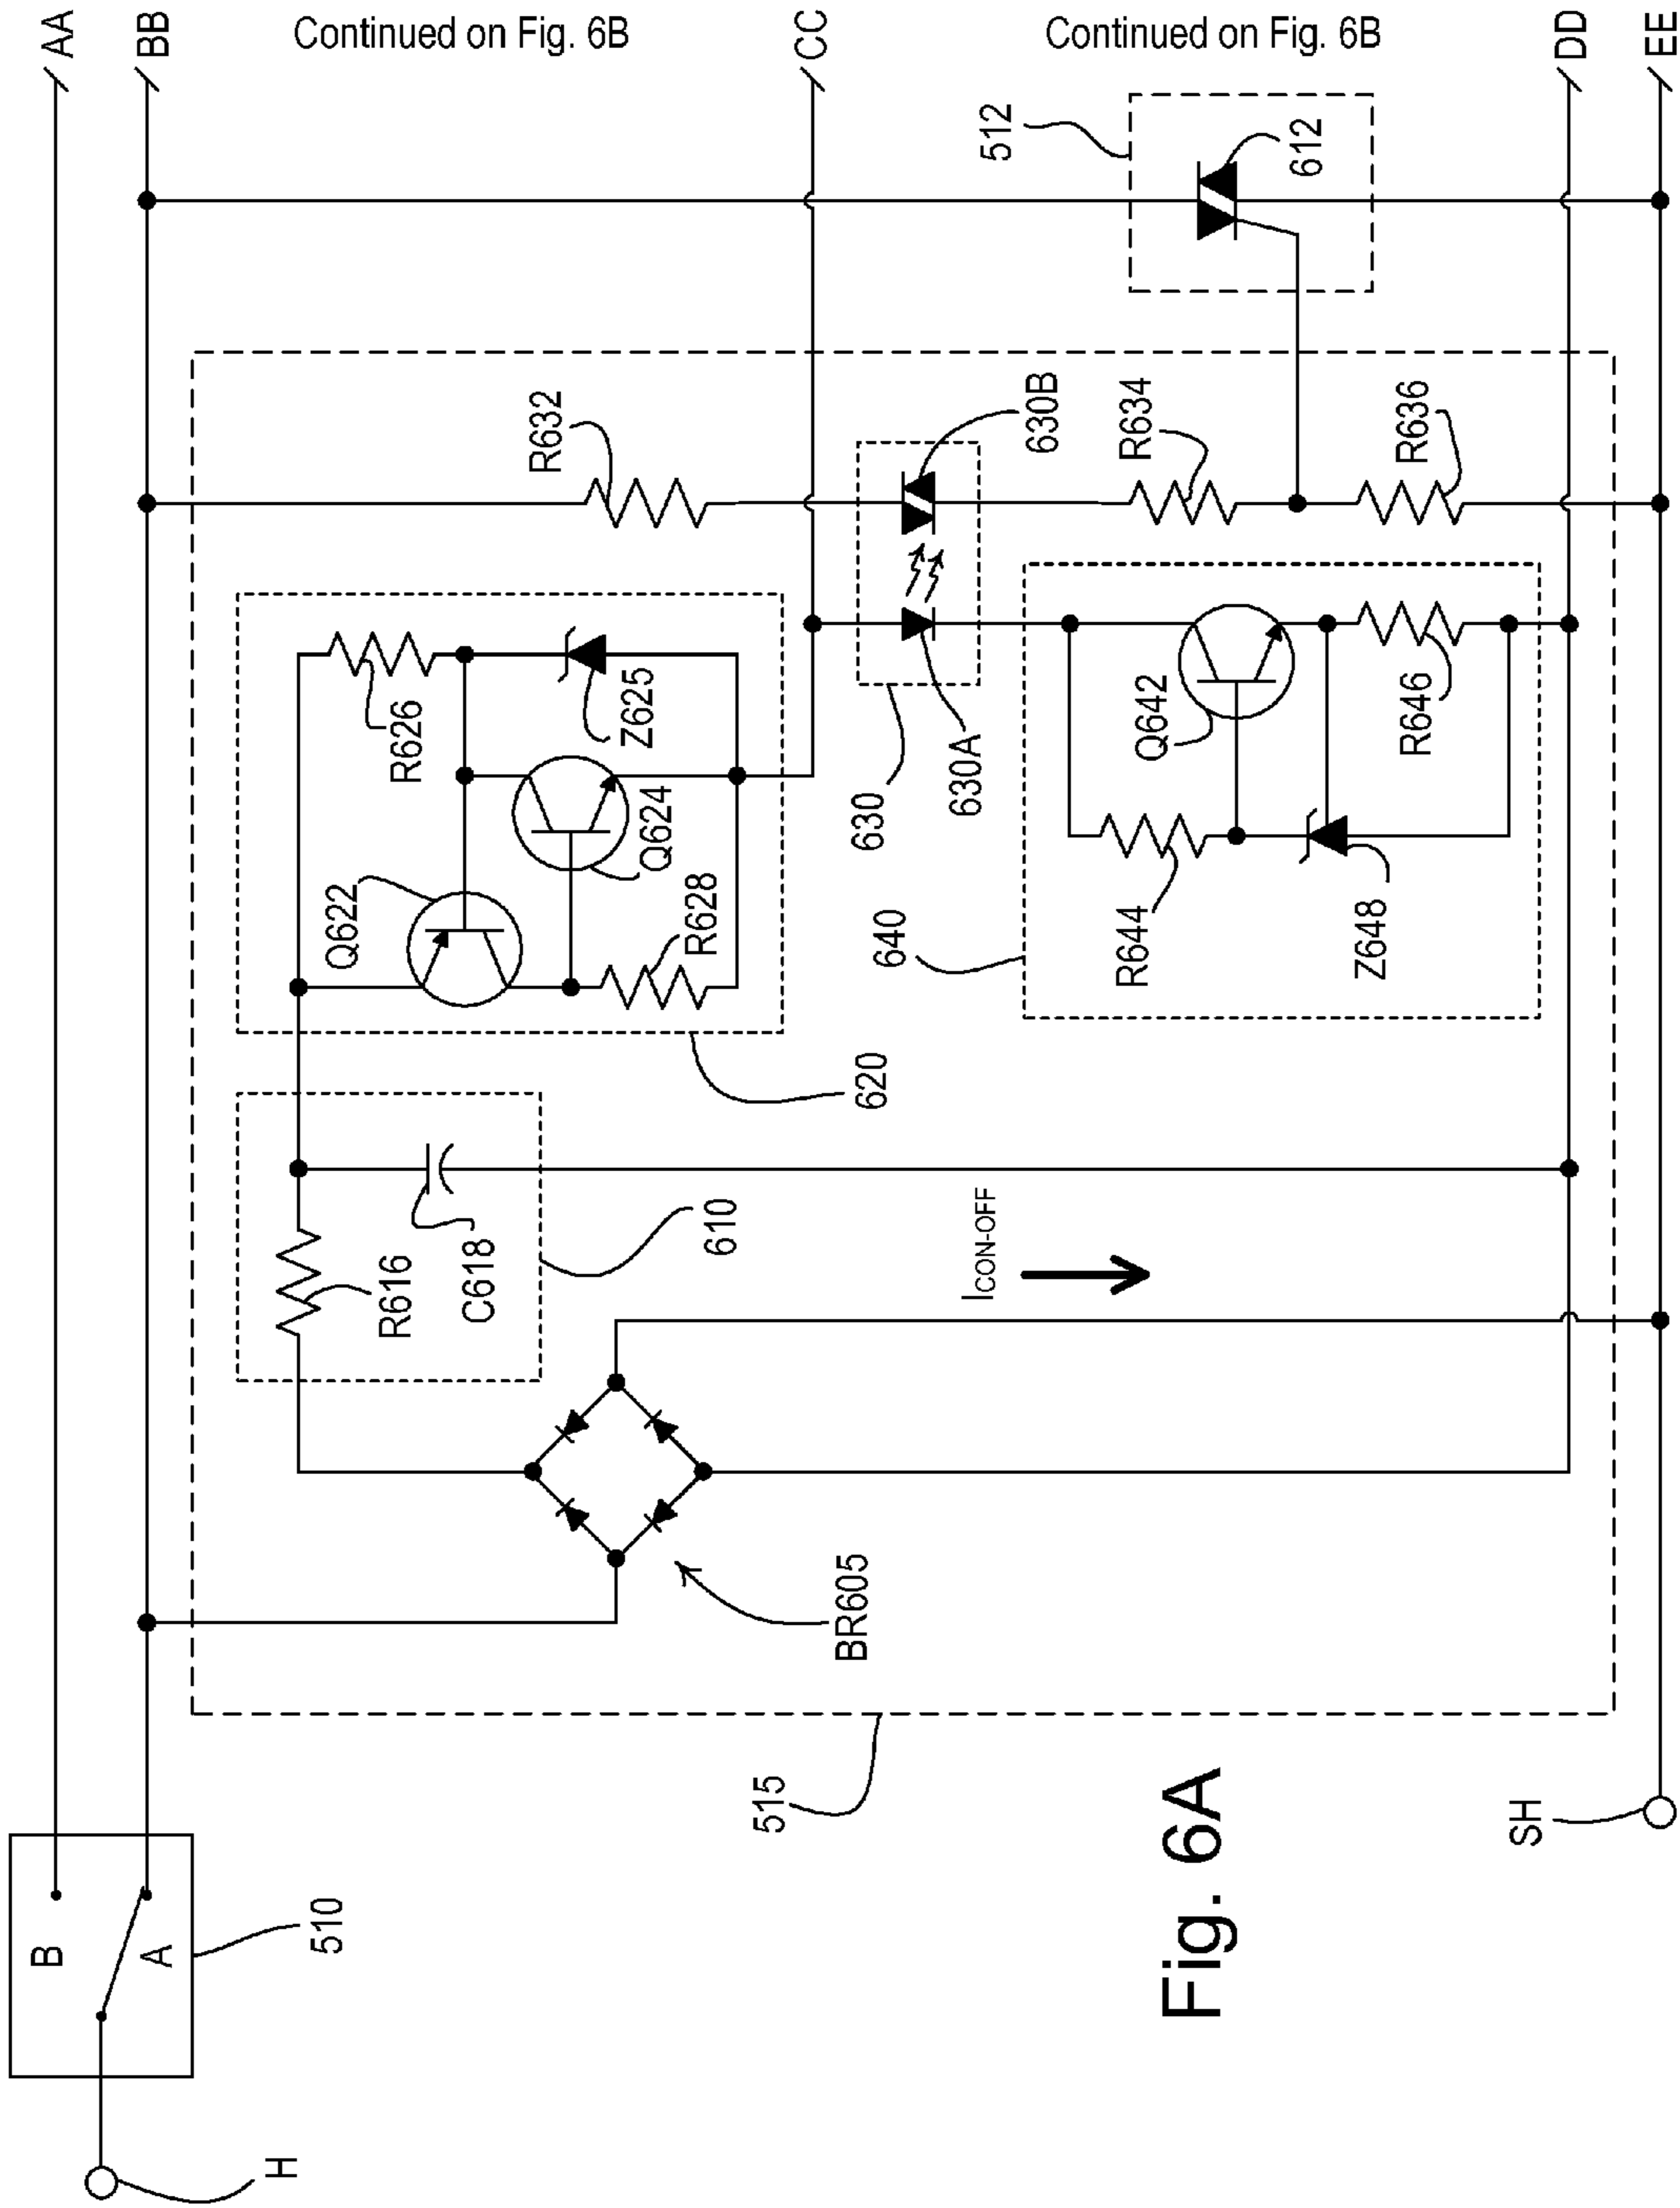 AA
BB
Continued on Fig. 6B
CC
Continued on Fig. 6B
DD
EE
512
612
R632
630B
R634
R636
R626
Z625
Q624
Q622
R628
620
630
630A
Q642
R646
640
R644
Z648
R616
C618
610
ICON-OFF
BR605
515
B
A
510
H
SH
Fig. 6A